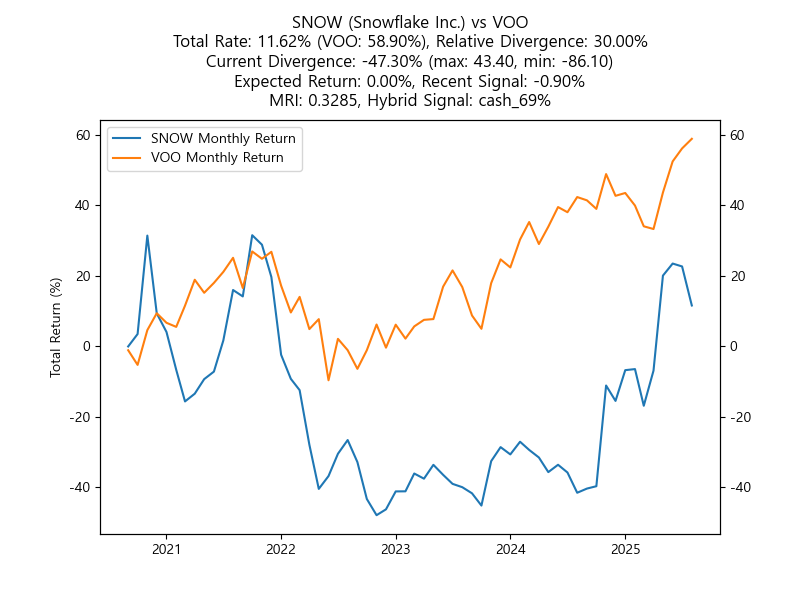 SNOW (Snowflake Inc.) vs VOO
Total Rate: 11.62% (VOO: 58.90%), Relative Divergence: 30.00%
Current Divergence: -47.30% (max: 43.40, min: -86.10)
Expected Return: 0.00%, Recent Signal: -0.90%
MRI: 0.3285, Hybrid Signal: cash_69%
SNOW Monthly Return
VOO Monthly Return
Total Return (%)
60
40
20
0
-20
-40
60
40
20
0
-20
-40
2021
2022
2023
2024
2025